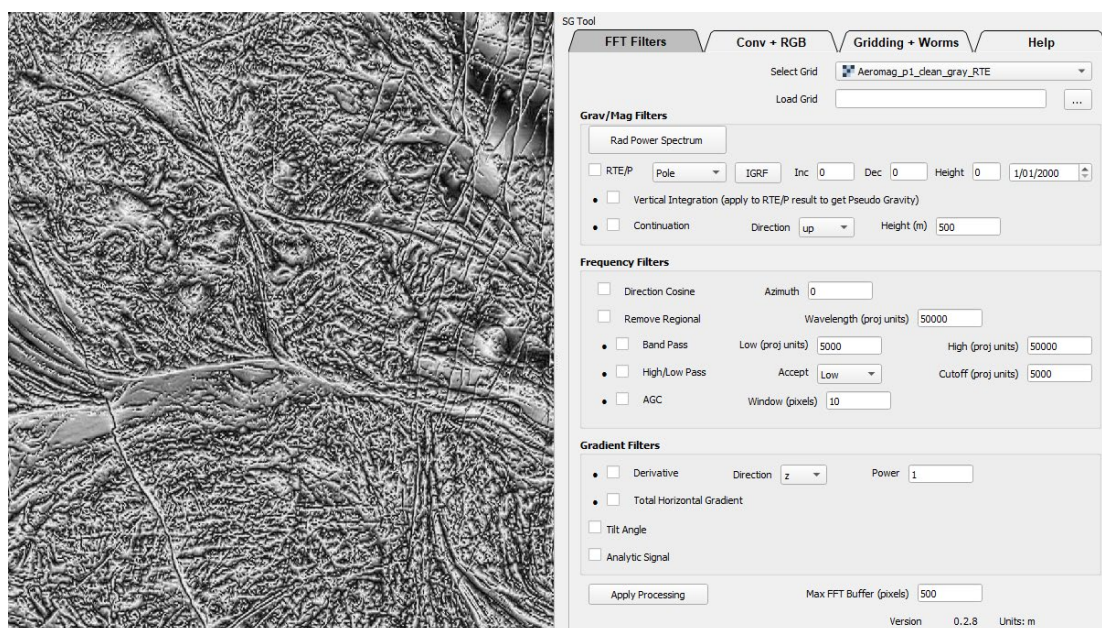 SG Tool
FFT Filters Conv + RGB Gridding + Worms Help
Select Grid Aeromag_p1_clean_gray_RTE
Load Grid ...
Grav/Mag Filters
Rad Power Spectrum
RTE/P Pole IGRF Inc 0 Dec 0 Height 0 1/01/2000
• Vertical Integration (apply to RTE/P result to get Pseudo Gravity)
• Continuation Direction up Height (m) 500
Frequency Filters
Direction Cosine Azimuth 0
Remove Regional Wavelength (proj units) 50000
• Band Pass Low (proj units) 5000 High (proj units) 50000
• High/Low Pass Accept Low Cutoff (proj units) 5000
• AGC Window (pixels) 10
Gradient Filters
• Derivative Direction z Power 1
• Total Horizontal Gradient
Tilt Angle
Analytic Signal
Apply Processing Max FFT Buffer (pixels) 500
Version 0.2.8 Units: m